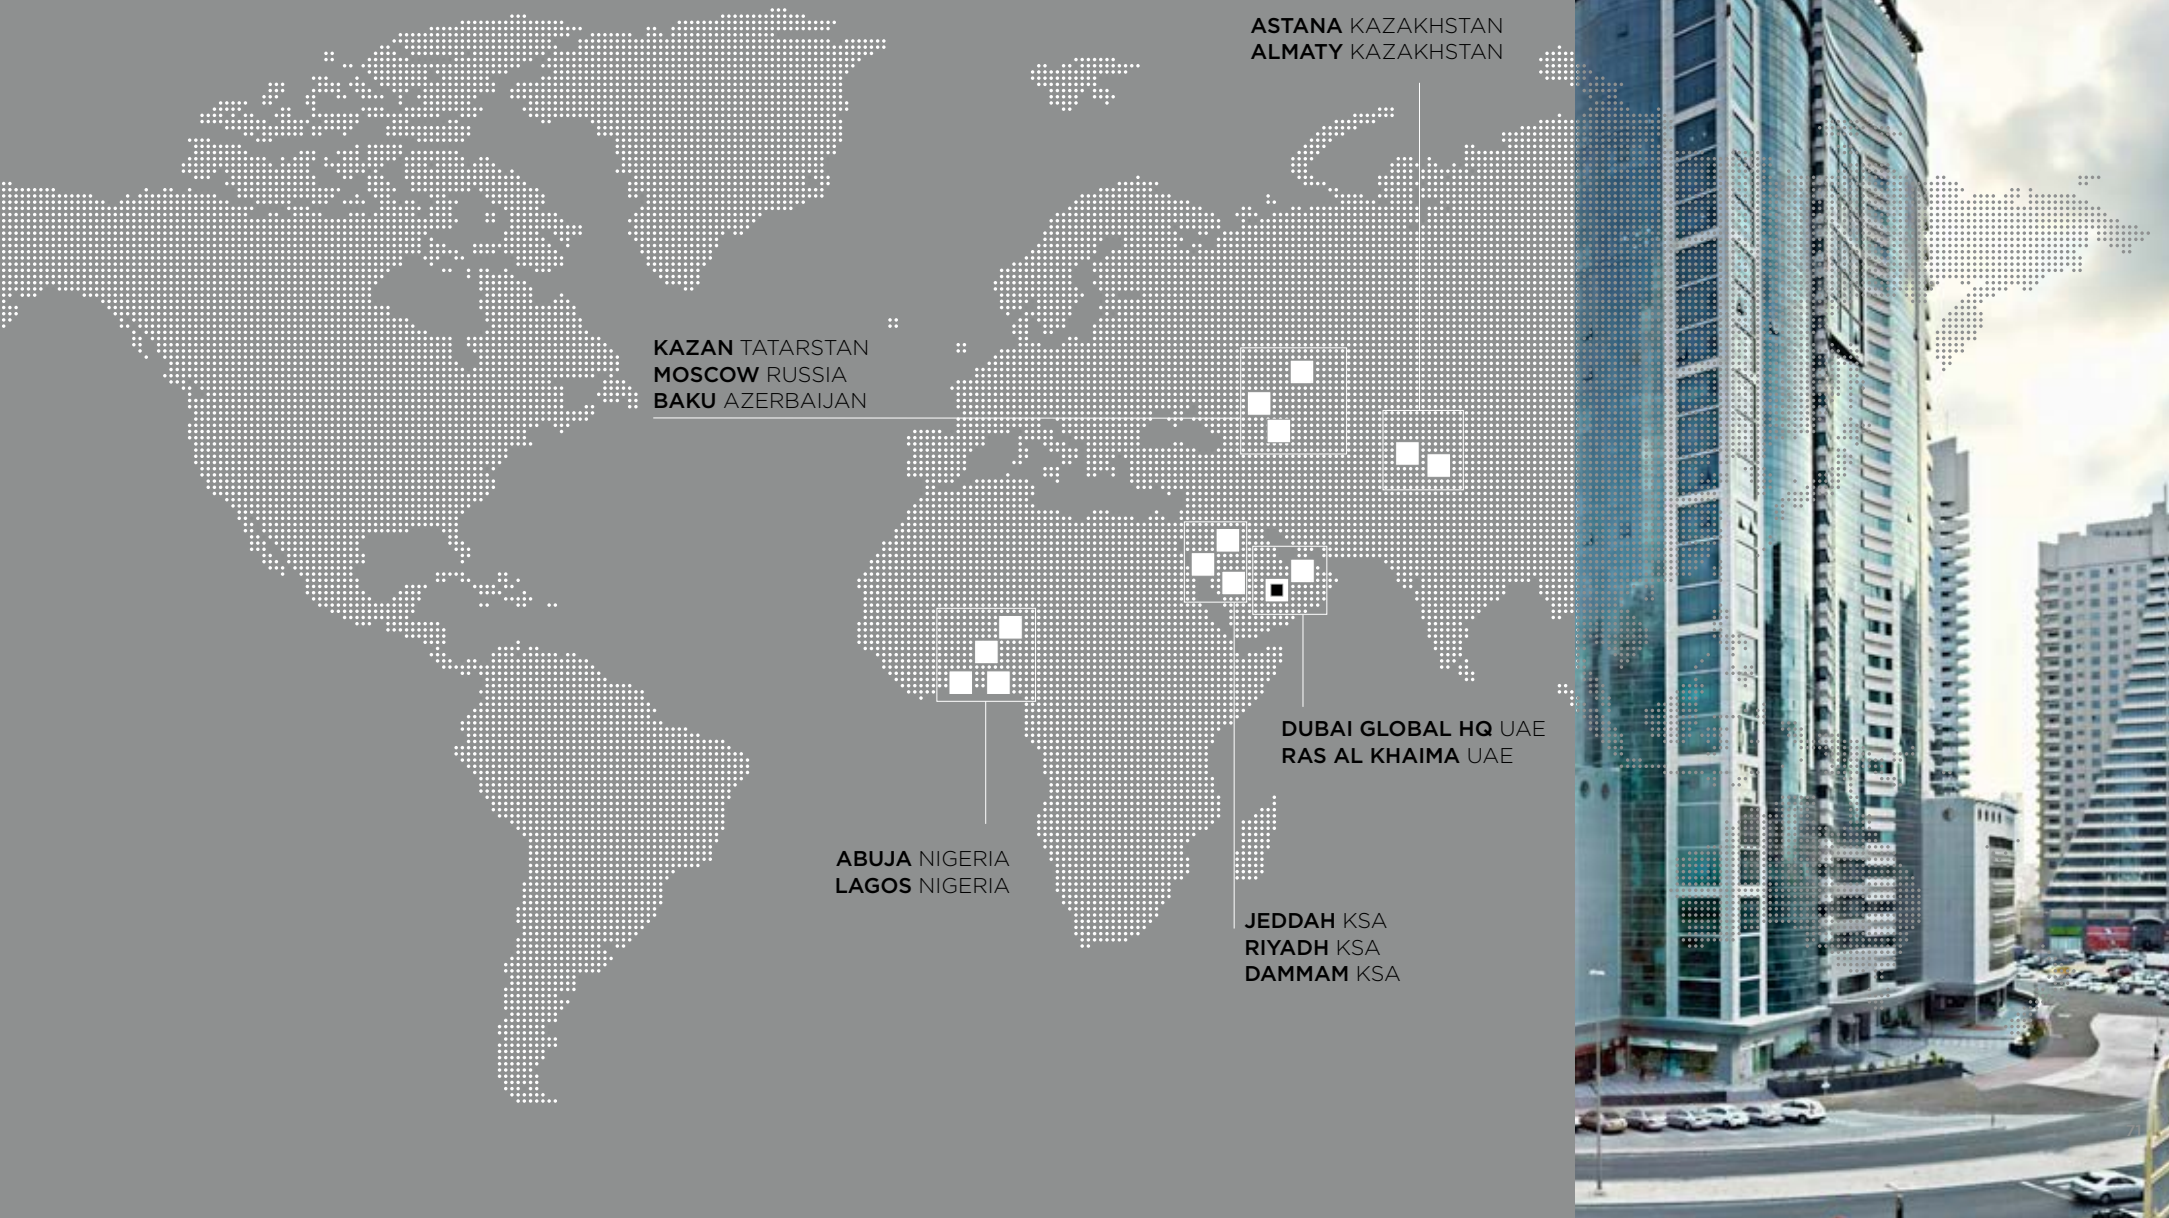 ASTANA KAZAKHSTAN
ALMATY KAZAKHSTAN
KAZAN TATARSTAN
MOSCOW RUSSIA
BAKU AZERBAIJAN
DUBAI GLOBAL HQ UAE
RAS AL KHAIMA UAE
ABUJA NIGERIA
LAGOS NIGERIA
JEDDAH KSA
RIYADH KSA
DAMMAM KSA